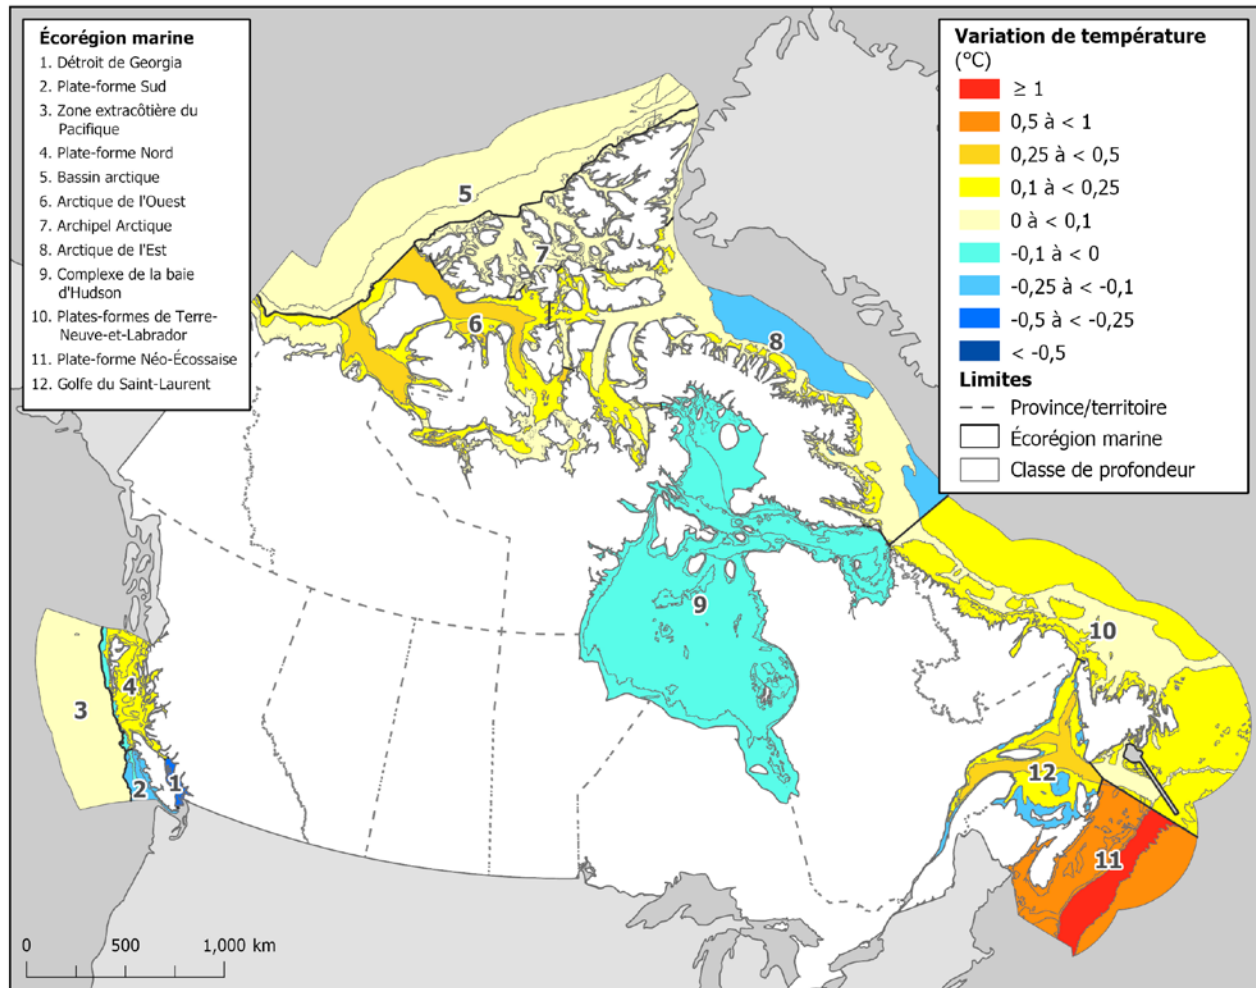 Écorégion marine
1. Détroit de Georgia
2. Plate-forme Sud
3. Zone extracôtière du
Pacifique
4. Plate-forme Nord
5. Bassin arctique
6. Arctique de l'Ouest
7. Archipel Arctique
8. Arctique de l'Est
9. Complexe de la baie
d'Hudson
10. Plates-formes de Terre-
Neuve-et-Labrador
11. Plate-forme Néo-Écossaise
12. Golfe du Saint-Laurent
Variation de température
(°C)
≥ 1
0,5 à < 1
0,25 à < 0,5
0,1 à < 0,25
0 à < 0,1
-0,1 à < 0
-0,25 à < -0,1
-0,5 à < -0,25
< -0,5
Limites
Province/territoire
Écorégion marine
Classe de profondeur
5
7
6
8
9
10
3
4
2
1
12
11
0 500 1,000 km